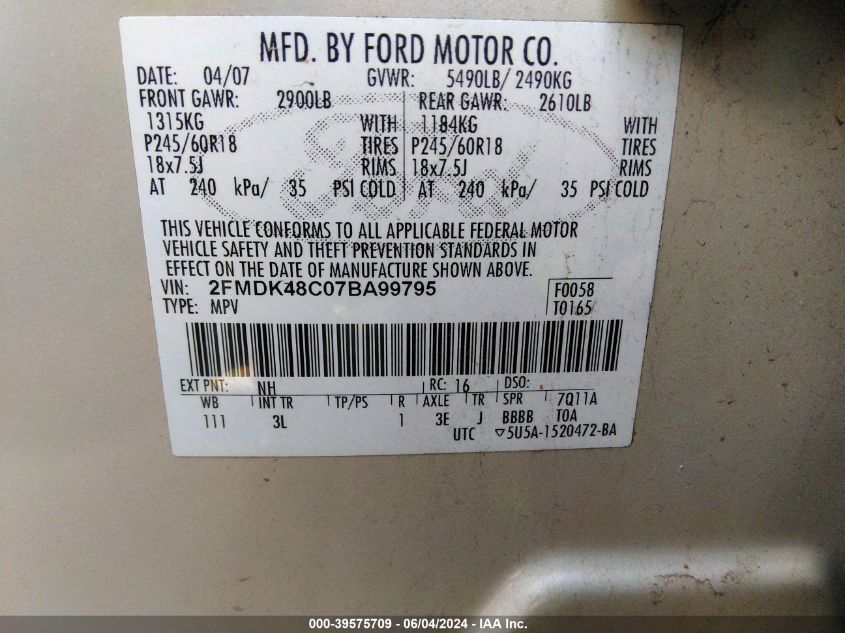 MFD. BY FORD MOTOR CO.
DATE: 04/07 GVWR: 5490LB/ 2490KG
FRONT GAWR: 2900LB REAR GAWR: 2610LB
1315KG WITH 1184KG WITH
P245/60R18 TIRES P245/60R18 TIRES
18x7.5J RIMS 18x7.5J RIMS
AT 240 kPa/ 35 PSI COLD AT 240 kPa/ 35 PSI COLD
THIS VEHICLE CONFORMS TO ALL APPLICABLE FEDERAL MOTOR
VEHICLE SAFETY AND THEFT PREVENTION STANDARDS IN
EFFECT ON THE DATE OF MANUFACTURE SHOWN ABOVE.
VIN: 2FMDK48C07BA99795 F0058
TYPE: MPV T0165
EXT PNT: NH RC: 16 DSO:
WB INT TR TP/PS R AXLE TR SPR 7Q11A
111 3L 1 3E J BBBB TOA
UTC ▽5U5A-1520472-BA
000-39575709 - 06/04/2024 - IAA Inc.